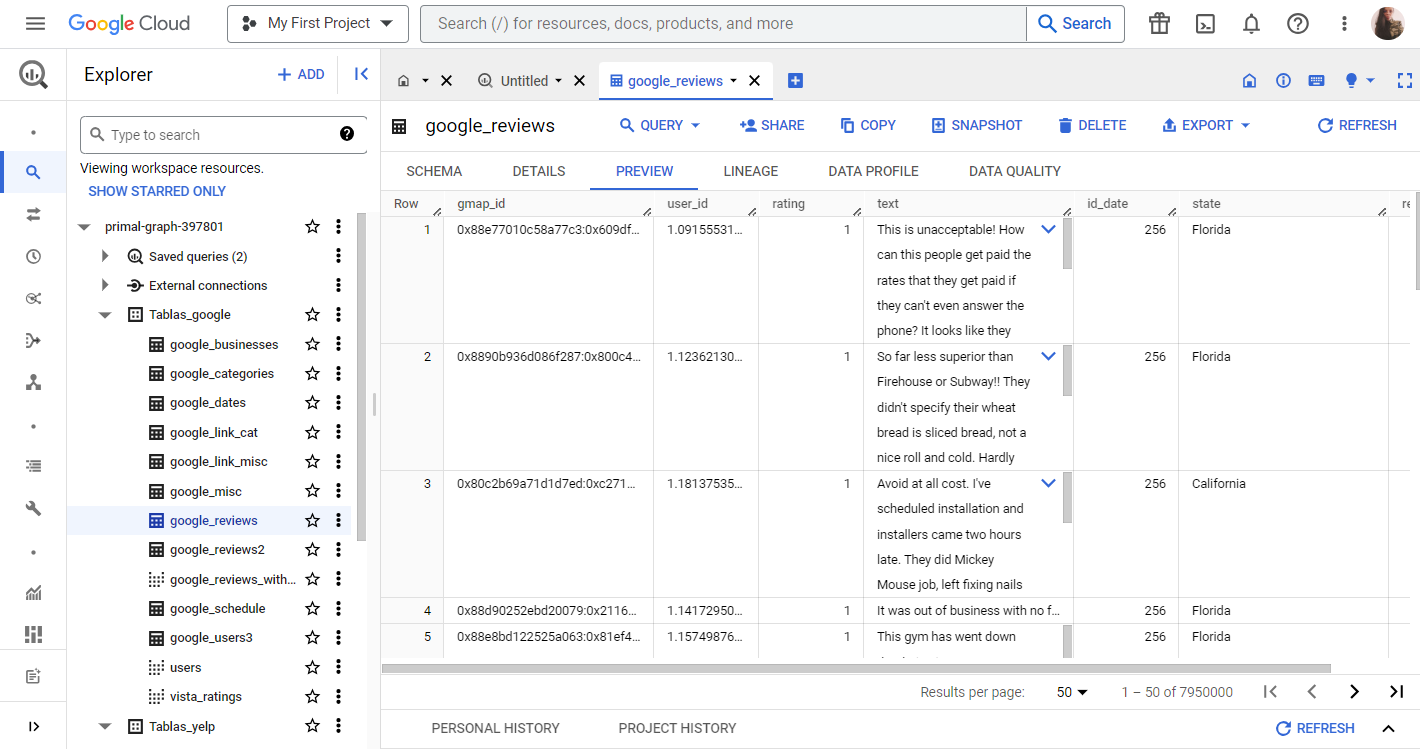 Google Cloud
My First Project
Search (/) for resources, docs, products, and more
Search
Explorer
+ ADD
Type to search
Viewing workspace resources.
SHOW STARRED ONLY
primal-graph-397801
Saved queries (2)
External connections
Tablas_google
google_businesses
google_categories
google_dates
google_link_cat
google_link_misc
google_misc
google_reviews
google_reviews2
google_reviews_with...
google_schedule
google_users3
users
vista_ratings
Tablas_yelp
Untitled
google_reviews
google_reviews
QUERY
SHARE
COPY
SNAPSHOT
DELETE
EXPORT
REFRESH
SCHEMA
DETAILS
PREVIEW
LINEAGE
DATA PROFILE
DATA QUALITY
Row gmap_id user_id rating text id_date state re
1 0x88e77010c58a77c3:0x609df... 1.09155531... 1 This is unacceptable! How 256 Florida
can this people get paid the
rates that they get paid if
they can't even answer the
phone? It looks like they
2 0x8890b936d086f287:0x800c4... 1.12362130... 1 So far less superior than 256 Florida
Firehouse or Subway!! They
didn't specify their wheat
bread is sliced bread, not a
nice roll and cold. Hardly
3 0x80c2b69a71d1d7ed:0xc271... 1.18137535... 1 Avoid at all cost. I've 256 California
scheduled installation and
installers came two hours
late. They did Mickey
Mouse job, left fixing nails
4 0x88d90252ebd20079:0x2116... 1.14172950... 1 It was out of business with no f... 256 Florida
5 0x88e8bd122525a063:0x81ef4... 1.15749876... 1 This gym has went down 256 Florida
Results per page: 50 1 – 50 of 7950000
PERSONAL HISTORY
PROJECT HISTORY
REFRESH